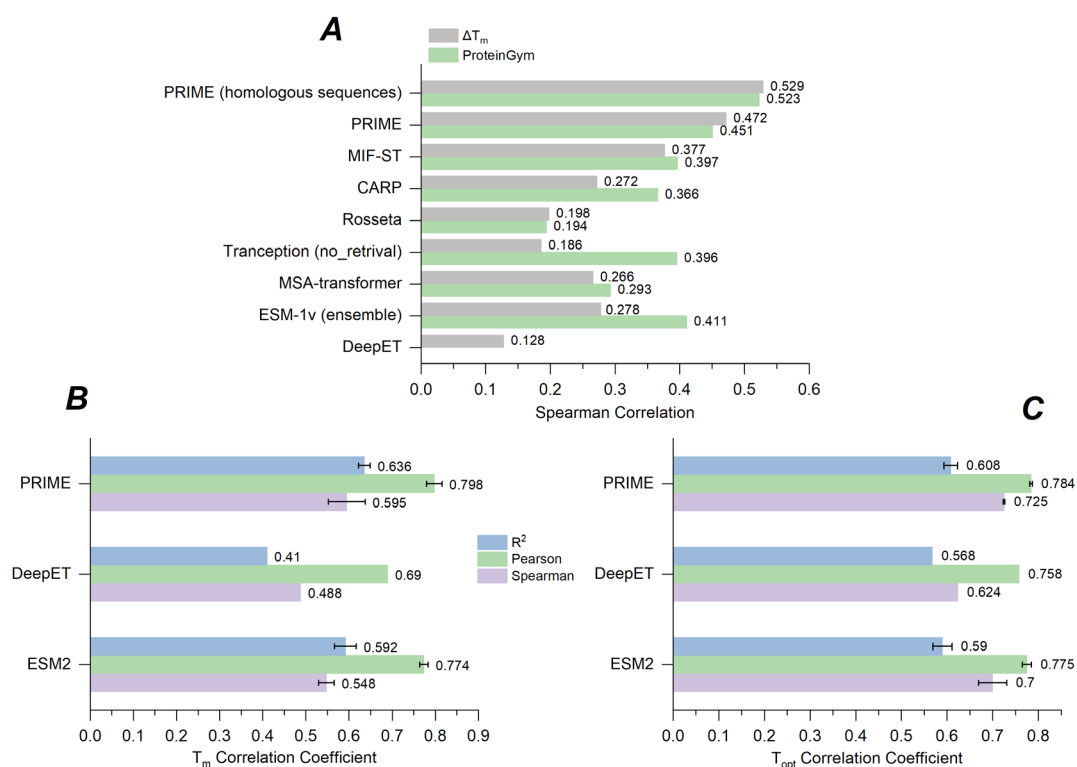 A
ΔTm
ProteinGym
PRIME (homologous sequences)
0.529
0.523
PRIME
0.472
0.451
MIF-ST
0.377
0.397
CARP
0.272
0.366
Rosseta
0.198
0.194
Tranception (no_retrival)
0.186
0.396
MSA-transformer
0.266
0.293
ESM-1v (ensemble)
0.278
0.411
DeepET
0.128
0.0 0.1 0.2 0.3 0.4 0.5 0.6
Spearman Correlation
B
PRIME
0.636
0.798
0.595
DeepET
0.41
0.69
0.488
ESM2
0.592
0.774
0.548
0.0 0.1 0.2 0.3 0.4 0.5 0.6 0.7 0.8 0.9
Tm Correlation Coefficient
R2
Pearson
Spearman
C
PRIME
0.608
0.784
0.725
DeepET
0.568
0.758
0.624
ESM2
0.59
0.775
0.7
0.0 0.1 0.2 0.3 0.4 0.5 0.6 0.7 0.8
Topt Correlation Coefficient